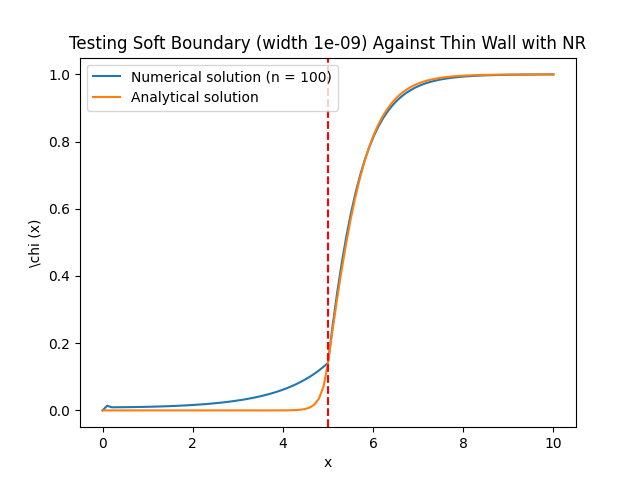 Testing Soft Boundary (width 1e-09) Against Thin Wall with NR
Numerical solution (n = 100)
Analytical solution
\chi (x)
1.0
0.8
0.6
0.4
0.2
0.0
0 2 4 6 8 10
x